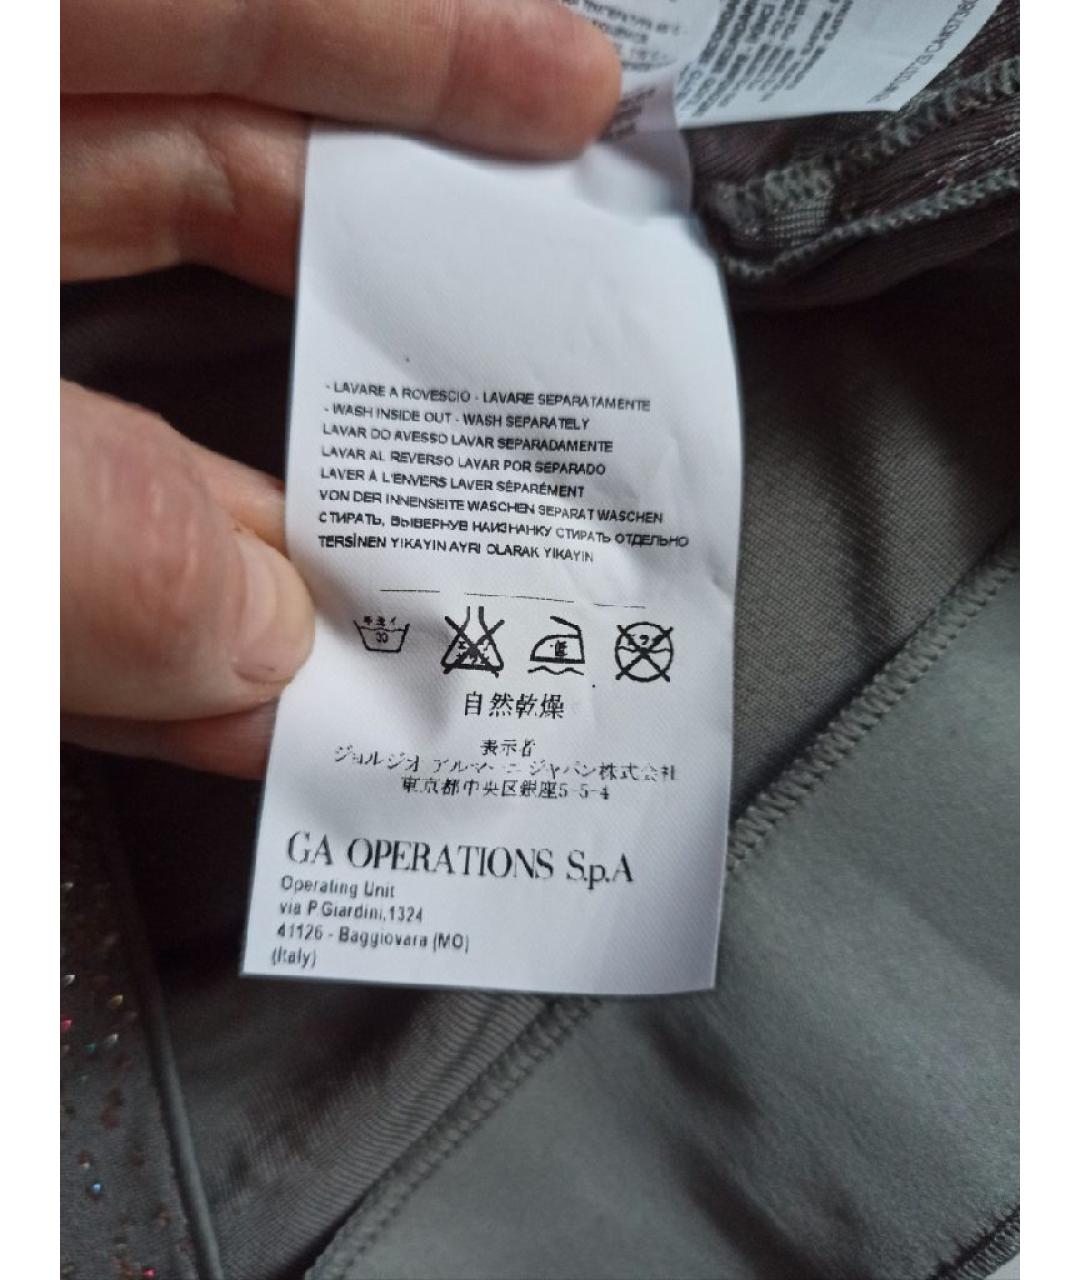 - LAVARE A ROVESCIO - LAVARE SEPARATAMENTE
- WASH INSIDE OUT - WASH SEPARATELY
LAVAR DO AVESSO LAVAR SEPARADAMENTE
LAVAR AL REVERSO LAVAR POR SEPARADO
LAVER À L'ENVERS LAVER SÉPARÉMENT
VON DER INNENSEITE WASCHEN SEPARAT WASCHEN
СТИРАТЬ, ВЫВЕРНУВ НАИЗНАНКУ СТИРАТЬ ОТДЕЛЬНО
TERSİNEN YIKAYIN AYRI OLARAK YIKAYIN
手洗イ
30
自然乾燥
表示者
ジョルジオ アルマーニ ジャパン株式会社
東京都中央区銀座5-5-4
GA OPERATIONS S.p.A
Operating Unit
via P.Giardini,1324
41126 - Baggiovara (MO)
(Italy)